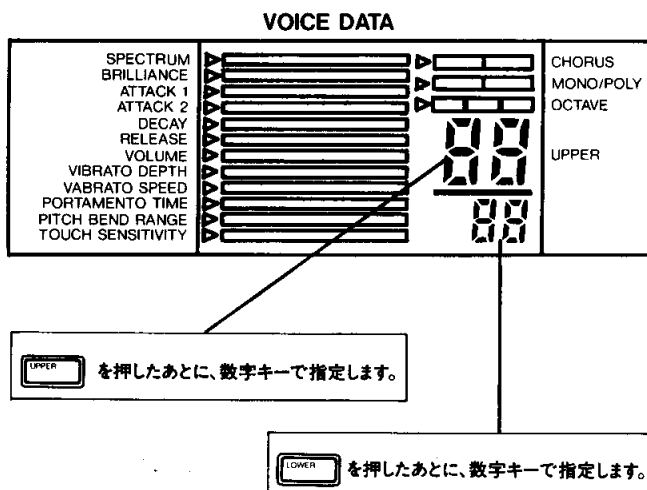 VOICE DATA
SPECTRUM
BRILLIANCE
ATTACK 1
ATTACK 2
DECAY
RELEASE
VOLUME
VIBRATO DEPTH
VABRATO SPEED
PORTAMENTO TIME
PITCH BEND RANGE
TOUCH SENSITIVITY
CHORUS
MONO/POLY
OCTAVE
88
UPPER
88
UPPER を押したあとに、数字キーで指定します。
LOWER を押したあとに、数字キーで指定します。